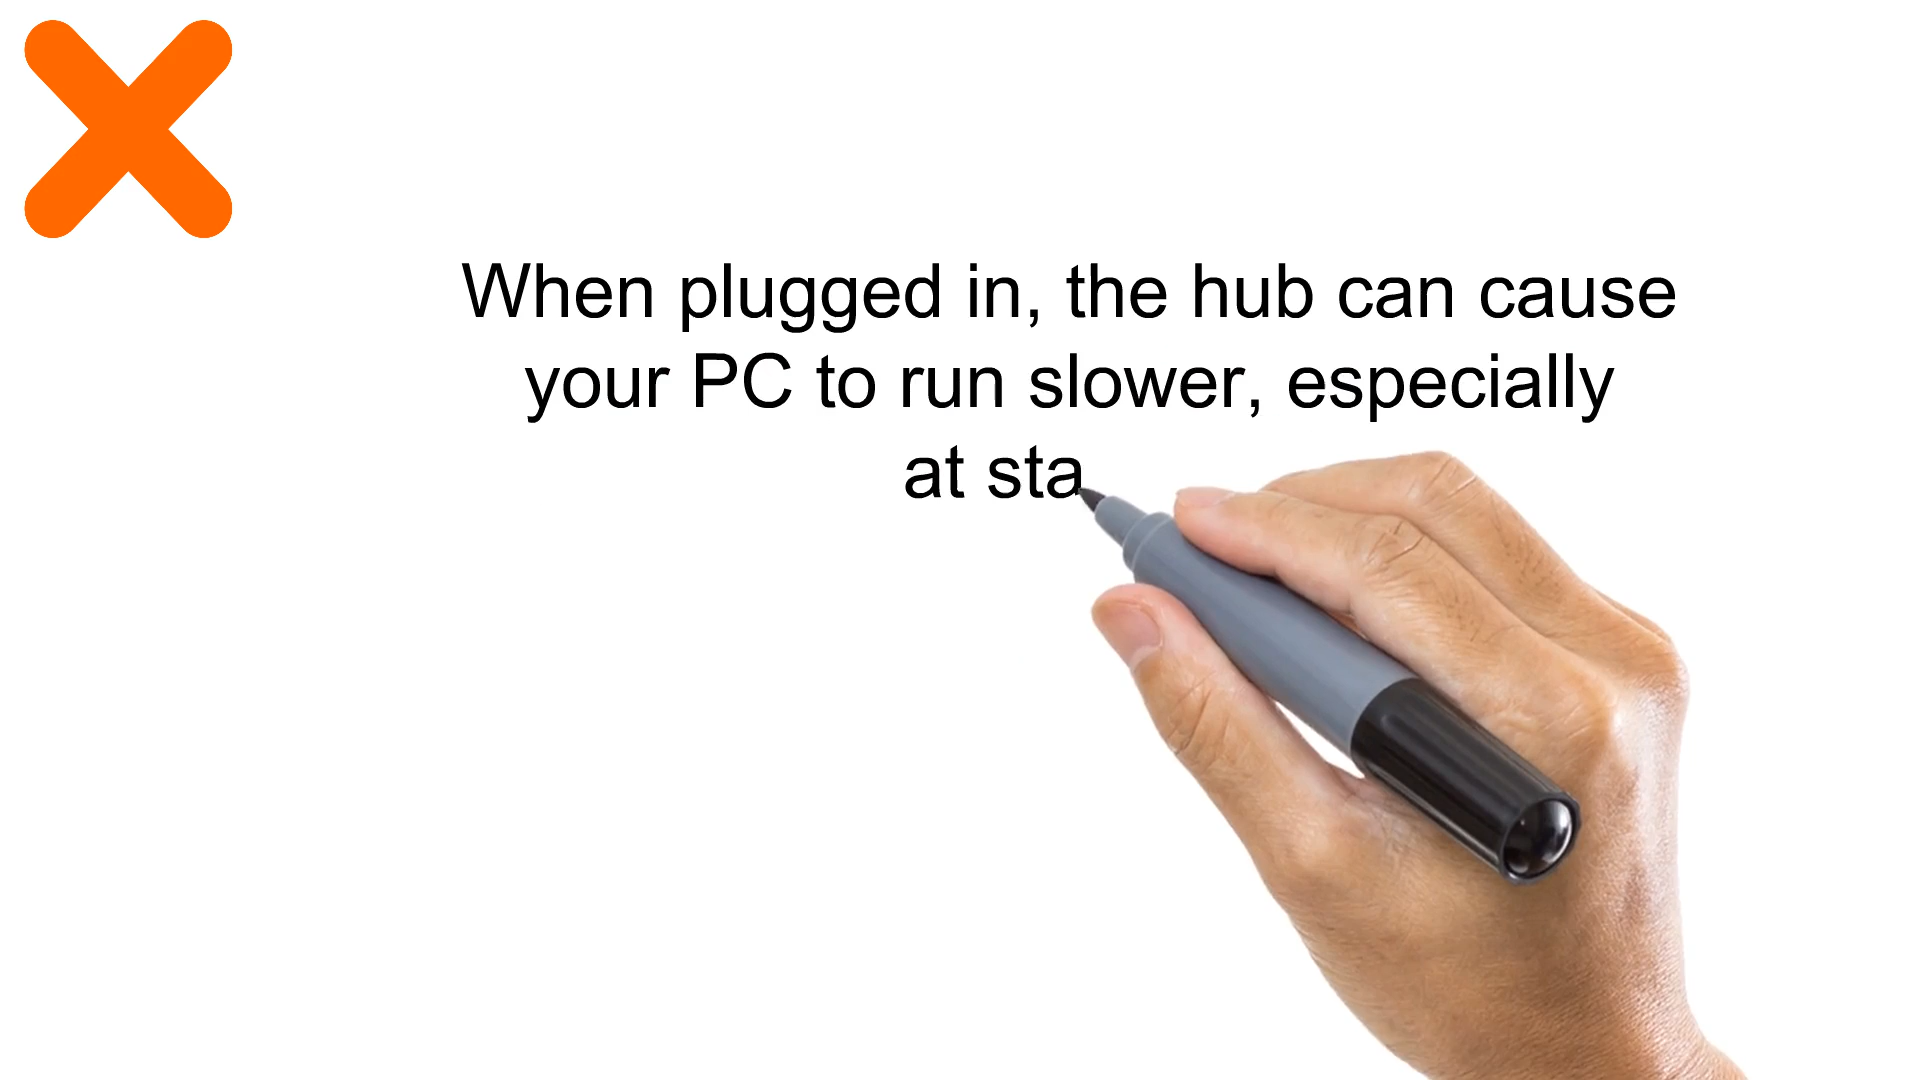 When plugged in, the hub can cause
your PC to run slower, especially
at sta